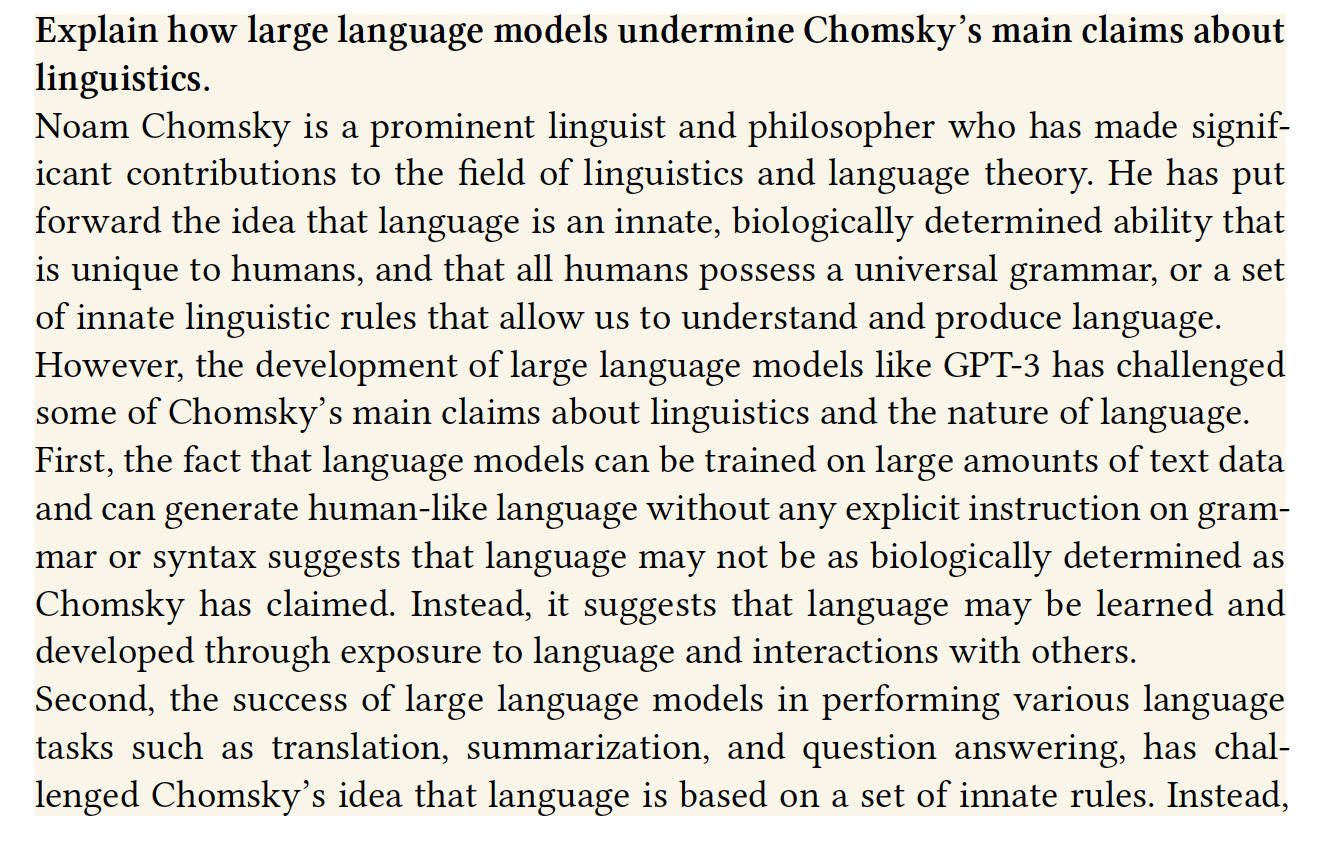 Explain how large language models undermine Chomsky’s main claims about
linguistics.
Noam Chomsky is a prominent linguist and philosopher who has made signif-
icant contributions to the field of linguistics and language theory. He has put
forward the idea that language is an innate, biologically determined ability that
is unique to humans, and that all humans possess a universal grammar, or a set
of innate linguistic rules that allow us to understand and produce language.
However, the development of large language models like GPT-3 has challenged
some of Chomsky’s main claims about linguistics and the nature of language.
First, the fact that language models can be trained on large amounts of text data
and can generate human-like language without any explicit instruction on gram-
mar or syntax suggests that language may not be as biologically determined as
Chomsky has claimed. Instead, it suggests that language may be learned and
developed through exposure to language and interactions with others.
Second, the success of large language models in performing various language
tasks such as translation, summarization, and question answering, has chal-
lenged Chomsky’s idea that language is based on a set of innate rules. Instead,